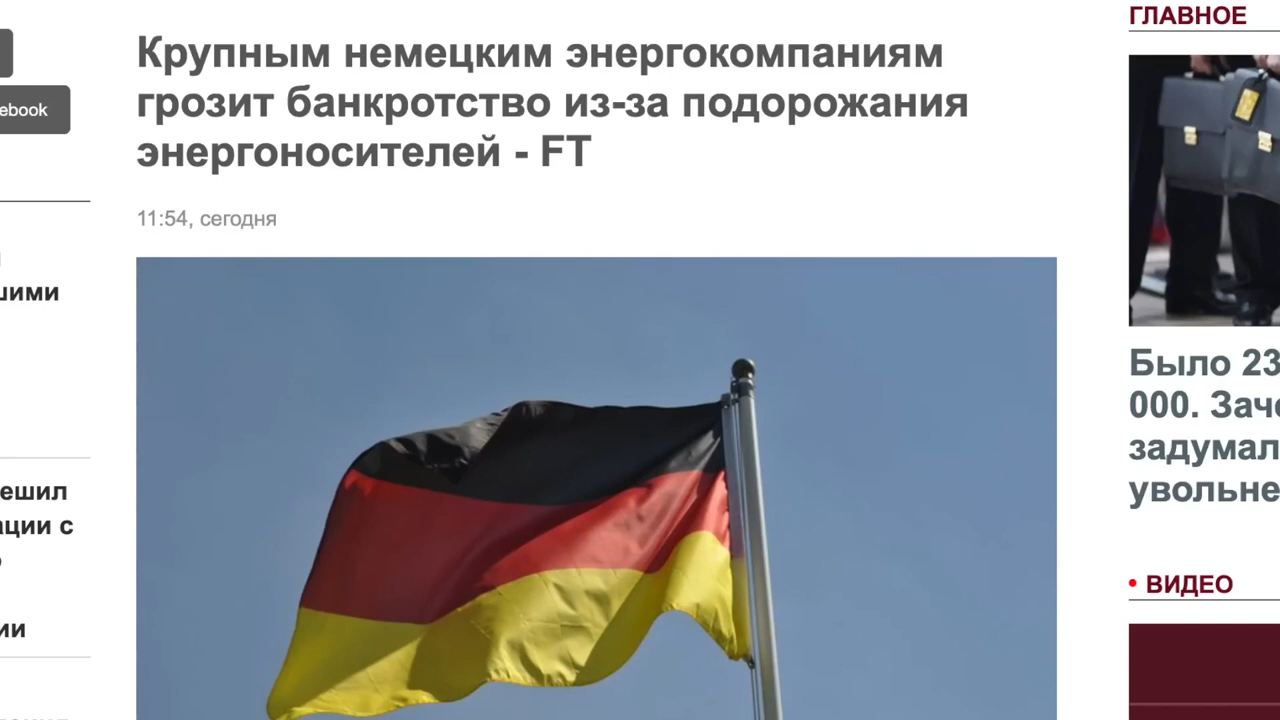 Крупным немецким энергокомпаниям
грозит банкротство из-за подорожания
энергоносителей - FT
11:54, сегодня
ГЛАВНОЕ
Было 23
000. Зач
задумал
увольне
• ВИДЕО
ebook
шими
ешил
ации с
ии